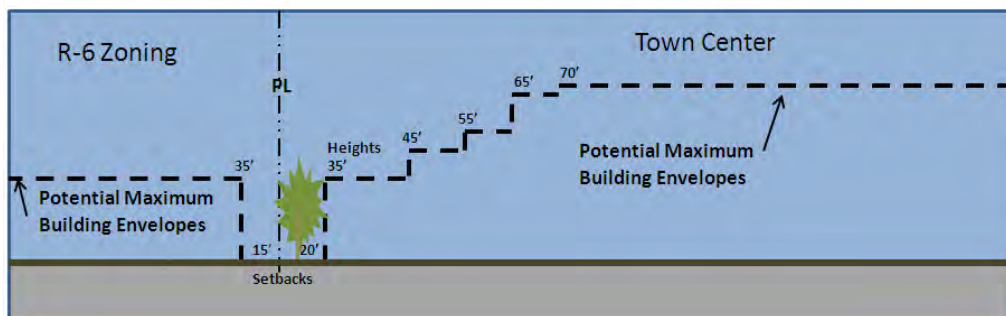 R-6 Zoning
Town Center
PL
65’
70’
55’
45’
Heights
35’
35’
Potential Maximum
Building Envelopes
Potential Maximum
Building Envelopes
15’
20’
Setbacks